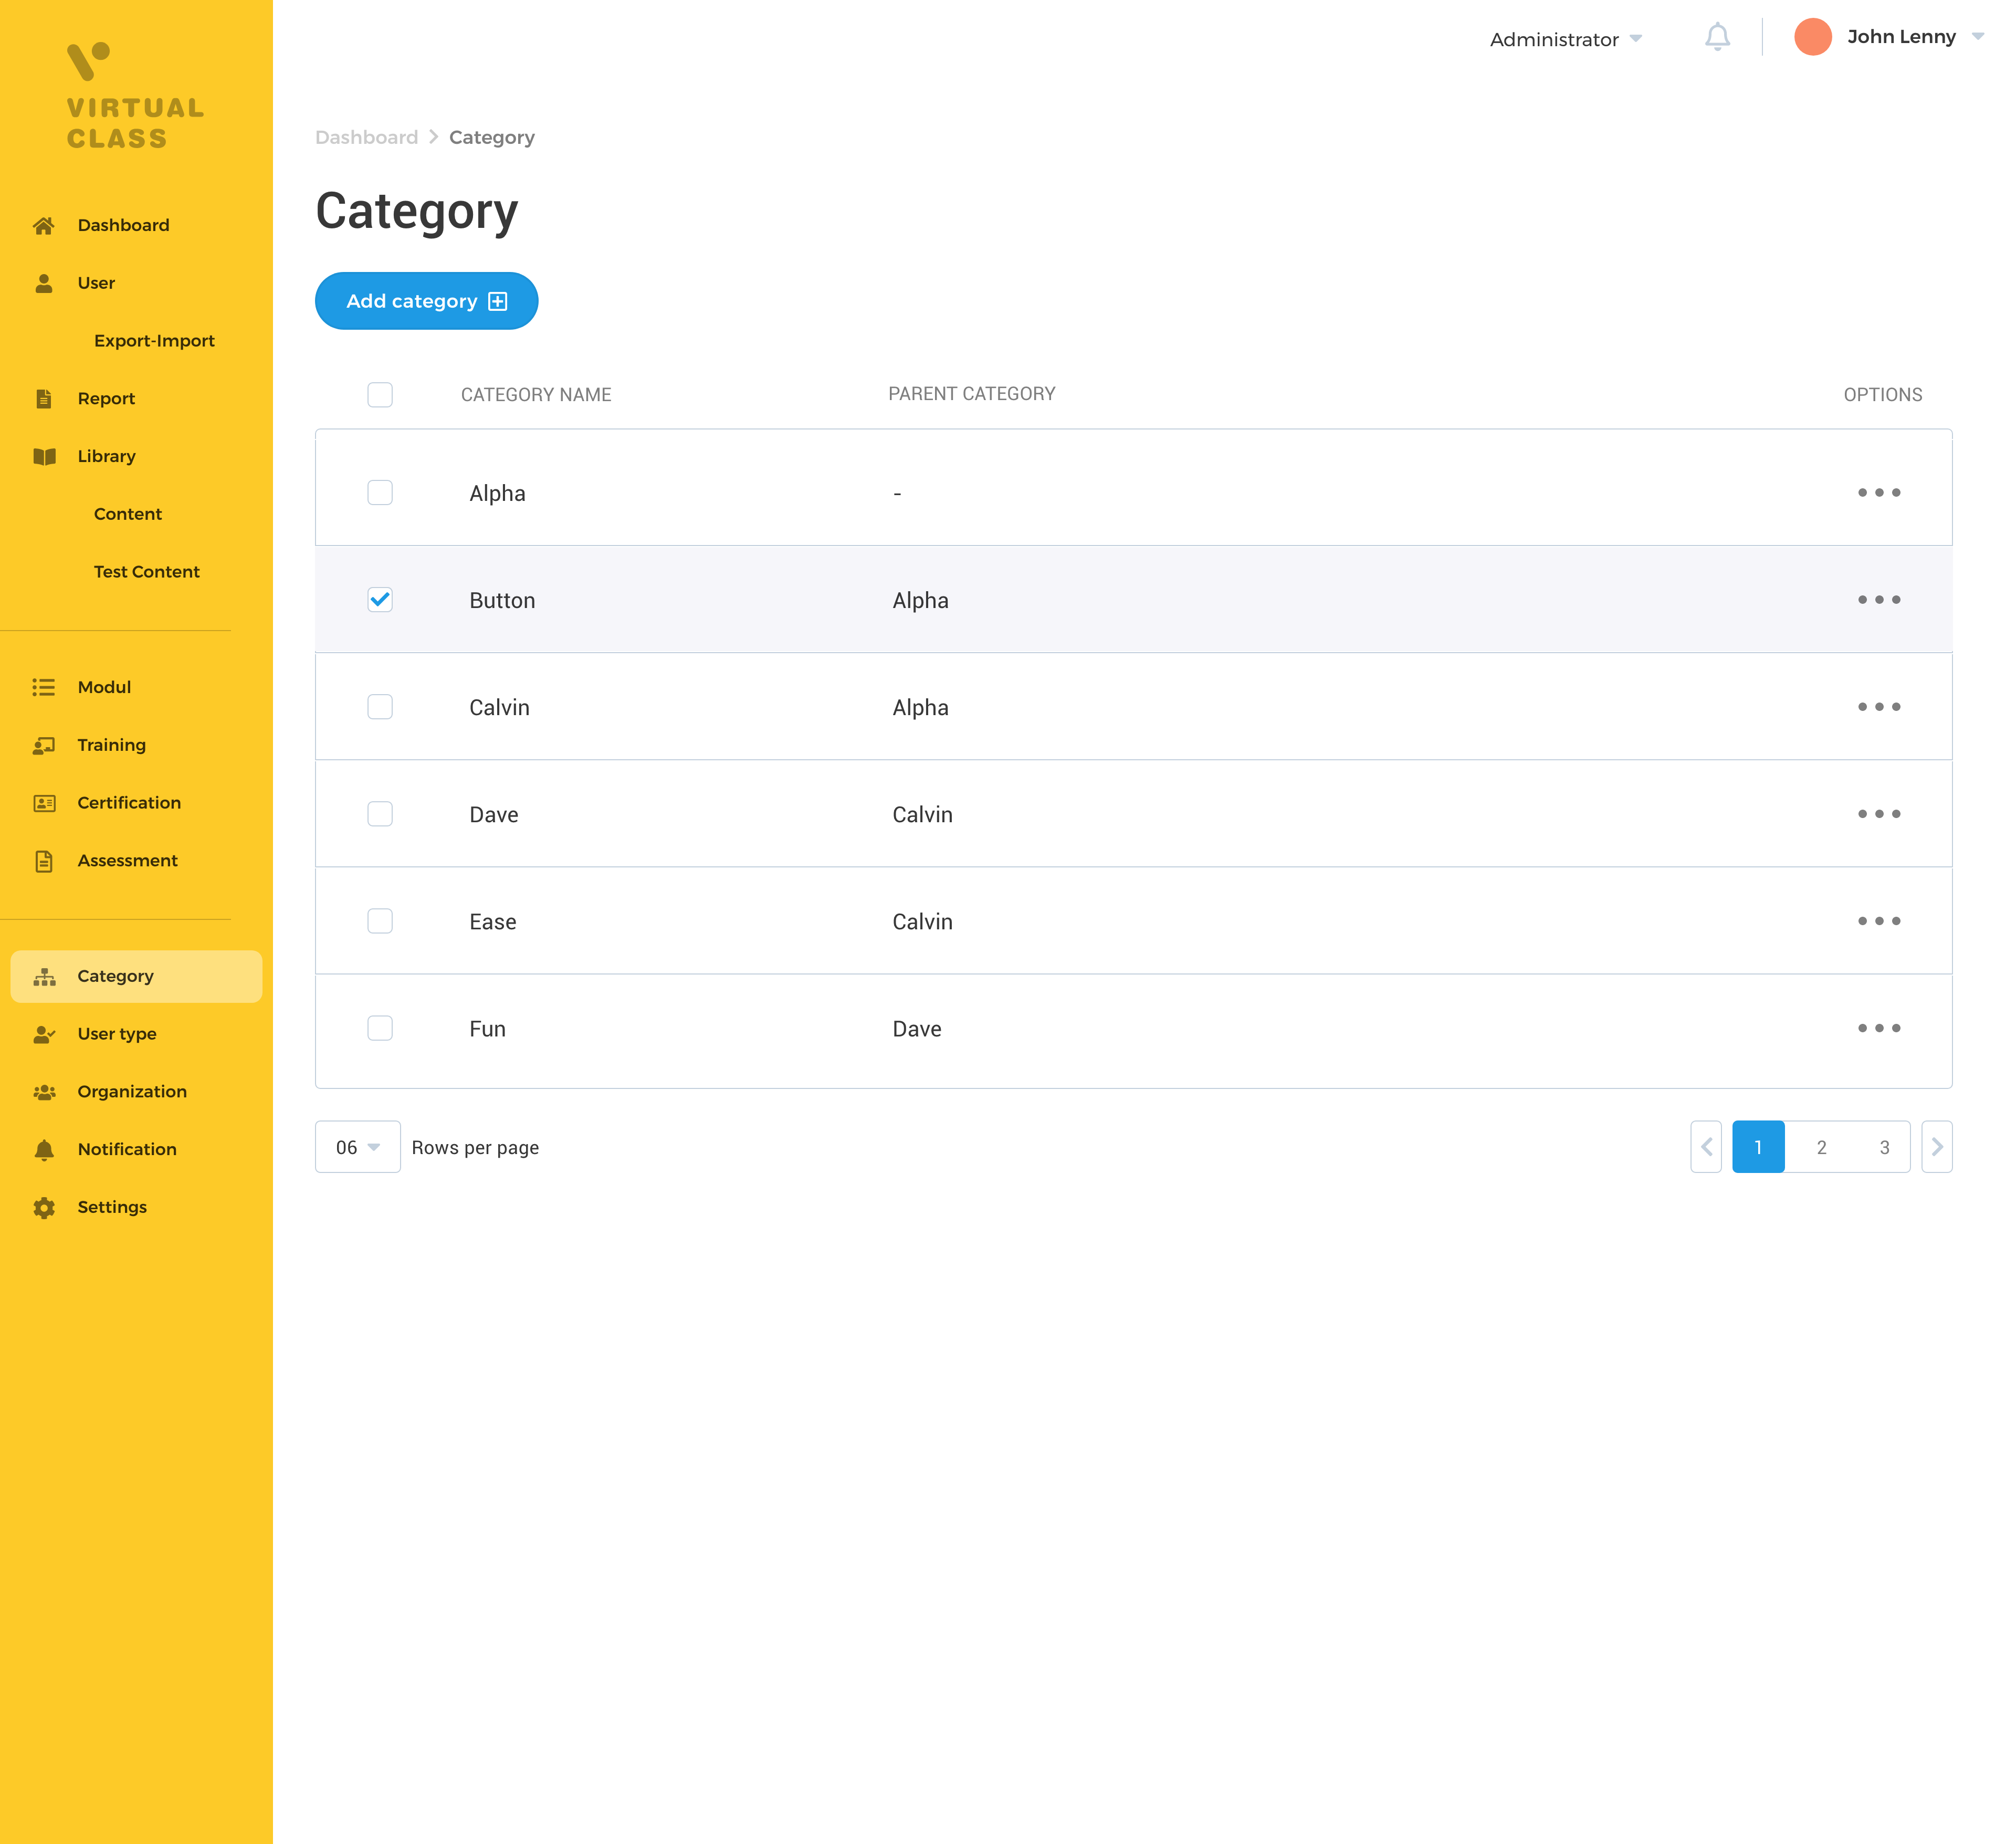 VIRTUAL
CLASS
Dashboard
User
Export-Import
Report
Library
Content
Test Content
Modul
Training
Certification
Assessment
Category
User type
Organization
Notification
Settings
Administrator
John Lenny
Dashboard > Category
Category
Add category
CATEGORY NAME PARENT CATEGORY OPTIONS
Alpha -
Button Alpha
Calvin Alpha
Dave Calvin
Ease Calvin
Fun Dave
06 Rows per page
1 2 3